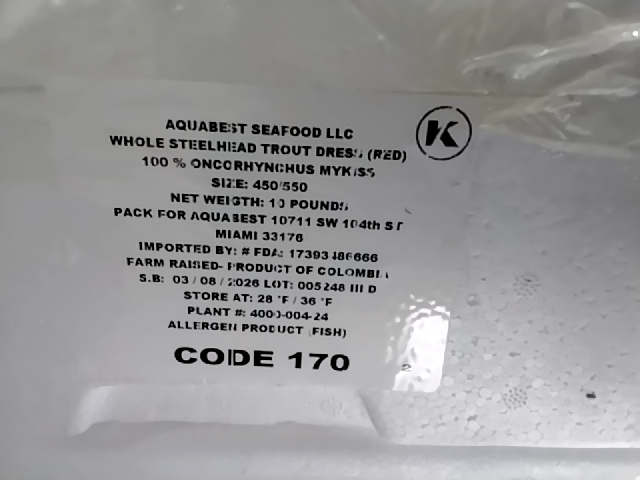 AQUABEST SEAFOOD LLC
K
WHOLE STEELHEAD TROUT DRESS (RED)
100 % ONCORHYNCHUS MYKISS
SIZE: 450/550
NET WEIGTH: 10 POUNDS
PACK FOR AQUABEST 10711 SW 104th ST
MIAMI 33176
IMPORTED BY: # FDA: 17393486666
FARM RAISED- PRODUCT OF COLOMBIA
S.B: 03 / 08 / 2026 LOT: 005248 III D
STORE AT: 28 °F / 36 °F
PLANT #: 4000-004-24
ALLERGEN PRODUCT (FISH)
CODE 170
2